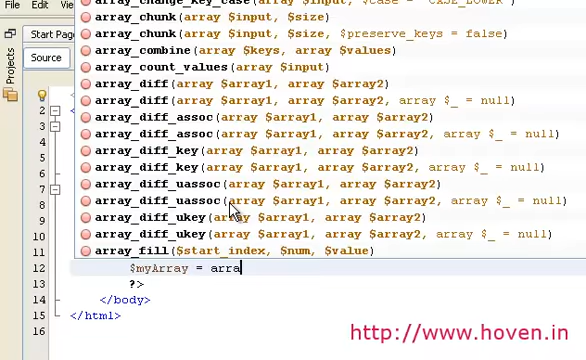 array_change_key_case(array $input, $case = "CASE_LOWER")
array_chunk(array $input, $size)
Start Pag
array_chunk(array $input, $size, $preserve_keys = false)
Projects
Source
array_combine(array $keys, array $values)
array_count_values(array $input)
array_diff(array $array1, array $array2)
array_diff(array $array1, array $array2, array $_ = null)
2 <
array_diff_assoc(array $array1, array $array2)
3
array_diff_assoc(array $array1, array $array2, array $_ = null)
4
array_diff_key(array $array1, array $array2)
5
array_diff_key(array $array1, array $array2, array $_ = null)
6
array_diff_uassoc(array $array1, array $array2)
7
array_diff_uassoc(array $array1, array $array2, array $_ = null)
8
array_diff_ukey(array $array1, array $array2)
9
array_diff_ukey(array $array1, array $array2, array $_ = null)
10
array_fill($start_index, $num, $value)
11
12 $myArray = arra
13 ?>
14 </body>
15 </html>
16
http://www.hoven.in